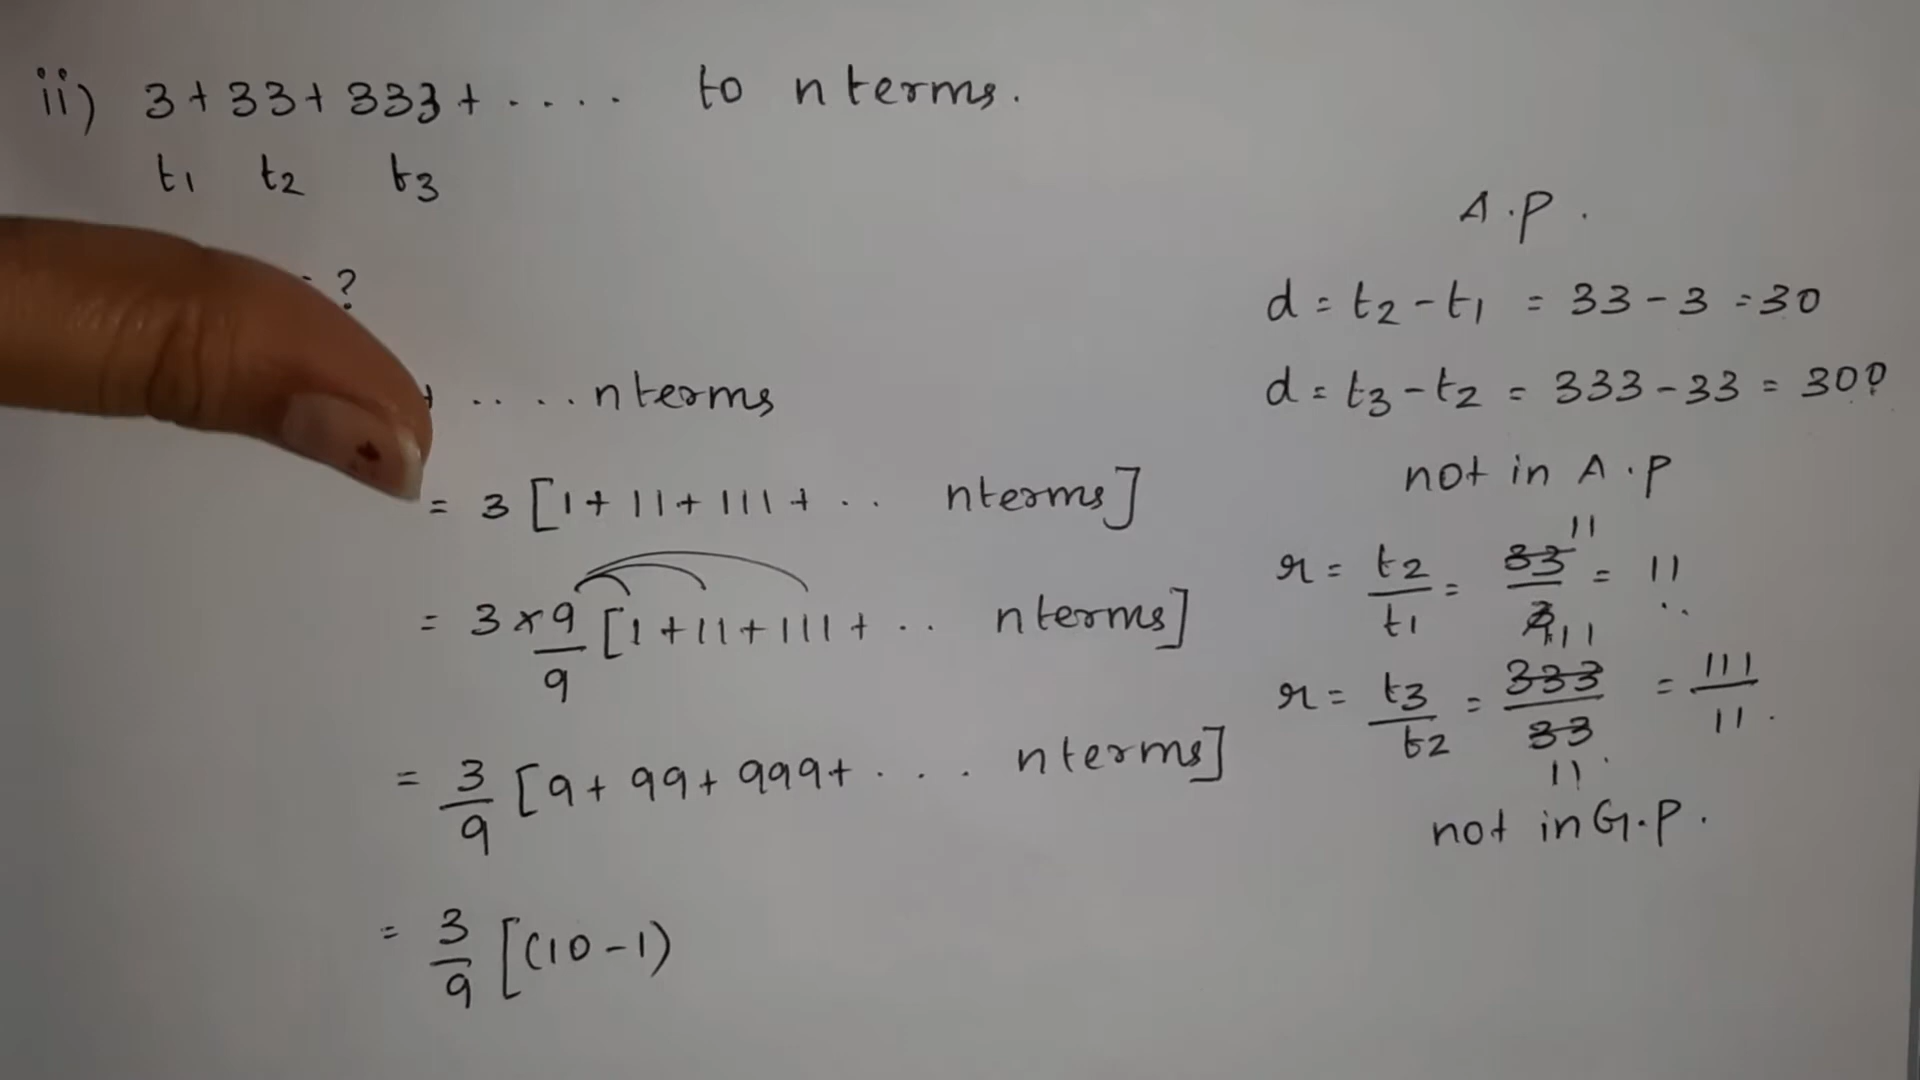 ii) 3 + 33 + 333 + . . . . to n terms.
t1 t2 t3
= ?
+ . . . . n terms
= 3 [1 + 11 + 111 + . . n terms]
= 3 × 9/9 [1 + 11 + 111 + . . n terms]
= 3/9 [9 + 99 + 999 + . . . n terms]
= 3/9 [(10 - 1)
A.P.
d = t2 - t1 = 33 - 3 = 30
d = t3 - t2 = 333 - 33 = 300
not in A.P
r = t2/t1 = 33/3 = 11
11
r = t3/t2 = 333/33 = 111/11.
111
11
not in G.P.